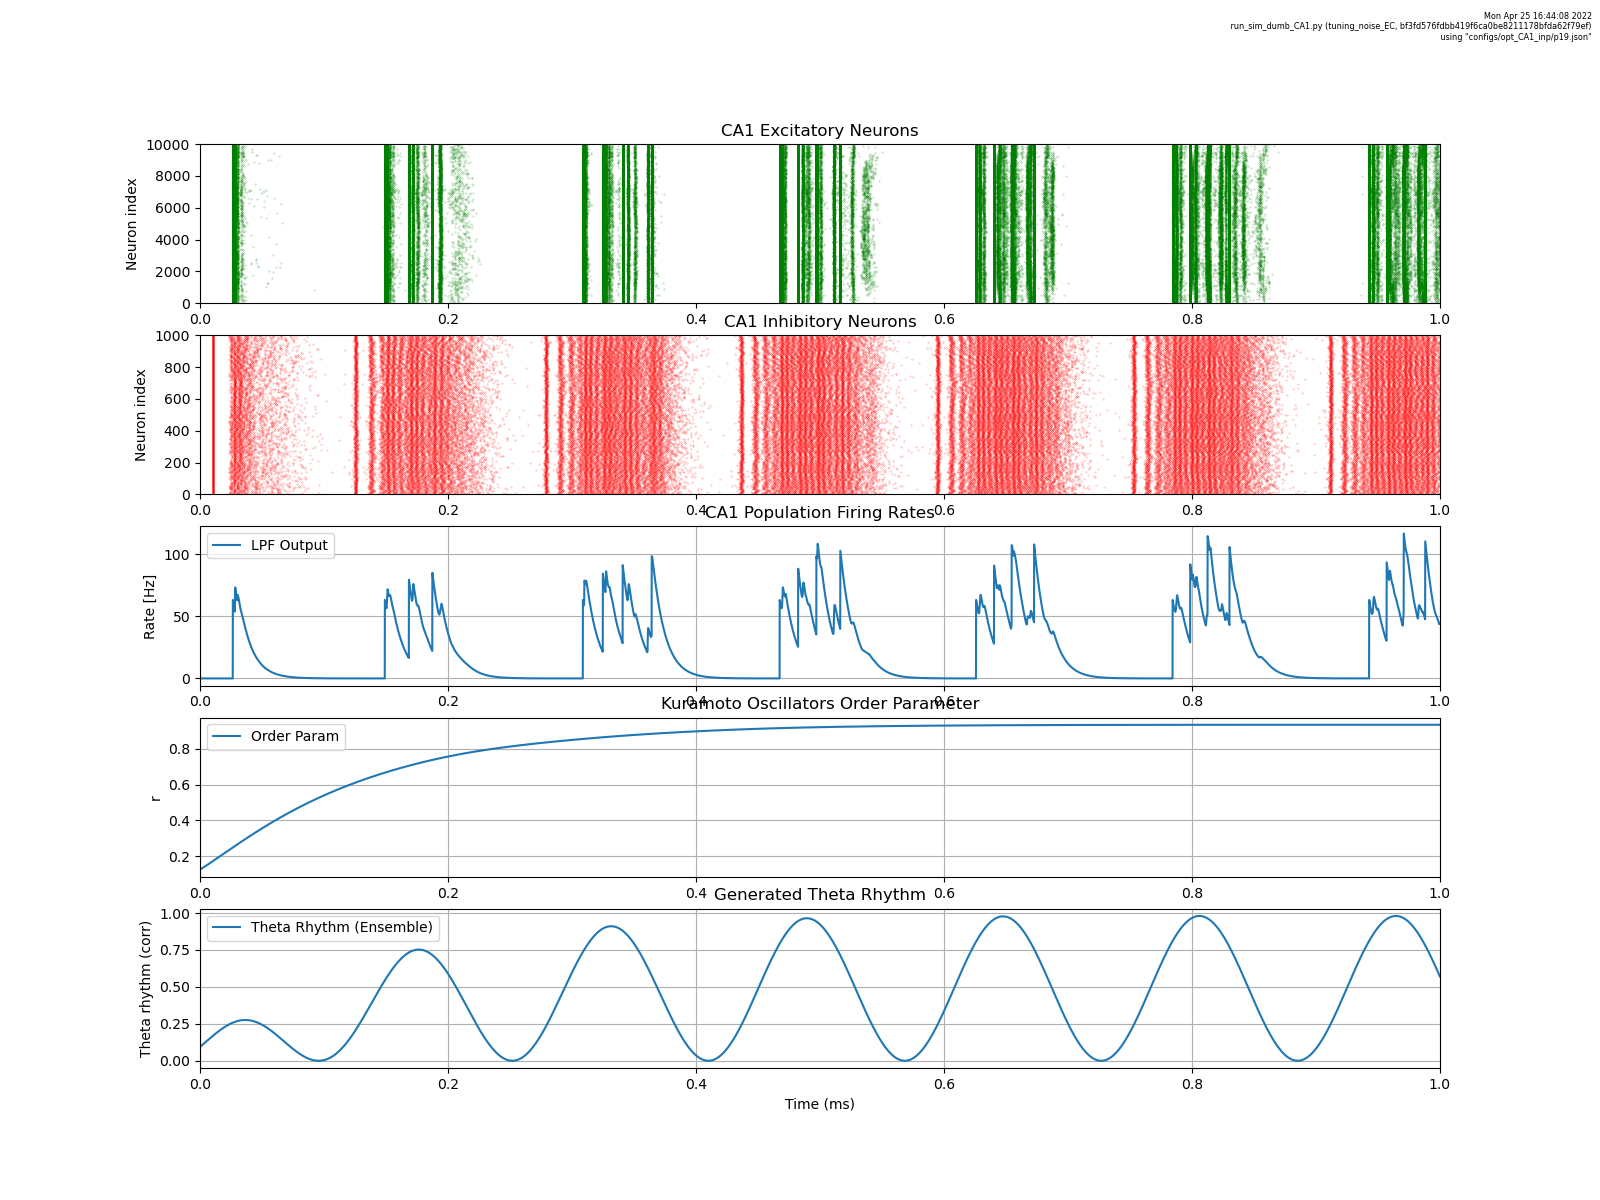 Mon Apr 25 16:44:08 2022
run_sim_dumb_CA1.py (tuning_noise_EC, bf3fd576fdbb419f6ca0be8211178bfda62f79ef)
using "configs/opt_CA1_inp/p19.json"
CA1 Excitatory Neurons
Neuron index
10000
8000
6000
4000
2000
0
0.0 0.2 0.4 0.6 0.8 1.0
CA1 Inhibitory Neurons
Neuron index
1000
800
600
400
200
0
0.0 0.2 0.4 0.6 0.8 1.0
CA1 Population Firing Rates
LPF Output
Rate [Hz]
100
50
0
0.0 0.2 0.4 0.6 0.8 1.0
Kuramoto Oscillators Order Parameter
Order Param
r
0.8
0.6
0.4
0.2
0.0 0.2 0.4 0.6 0.8 1.0
Generated Theta Rhythm
Theta Rhythm (Ensemble)
Theta rhythm (corr)
1.00
0.75
0.50
0.25
0.00
0.0 0.2 0.4 0.6 0.8 1.0
Time (ms)